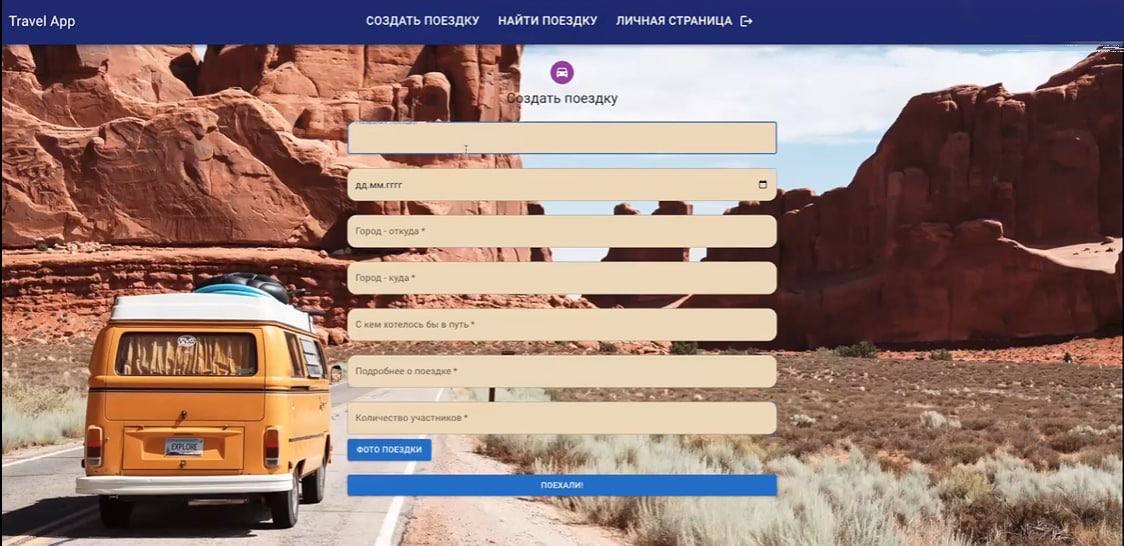 Travel App
СОЗДАТЬ ПОЕЗДКУ НАЙТИ ПОЕЗДКУ ЛИЧНАЯ СТРАНИЦА
Создать поездку
дд.мм.гггг
Город - откуда *
Город - куда *
С кем хотелось бы в путь *
Подробнее о поездке *
Количество участников *
ФОТО ПОЕЗДКИ
ПОЕХАЛИ!
EXPLORE